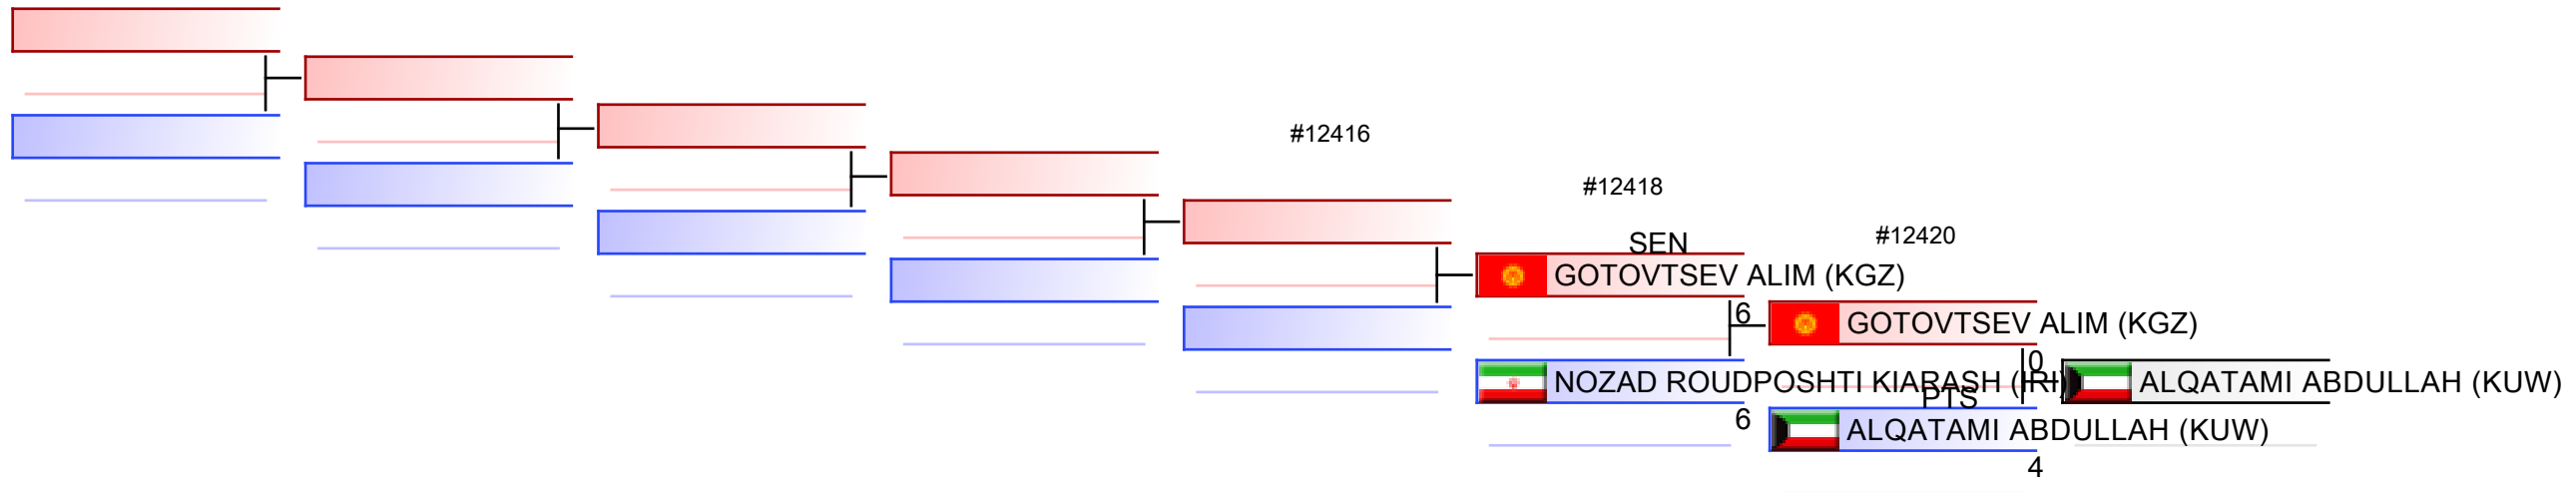 #12416
#12418
#12420
SEN
GOTOVTSEV ALIM (KGZ)
6
GOTOVTSEV ALIM (KGZ)
0
NOZAD ROUDPOSHTI KIARASH (IRI)
ALQATAMI ABDULLAH (KUW)
PTS
6
ALQATAMI ABDULLAH (KUW)
4